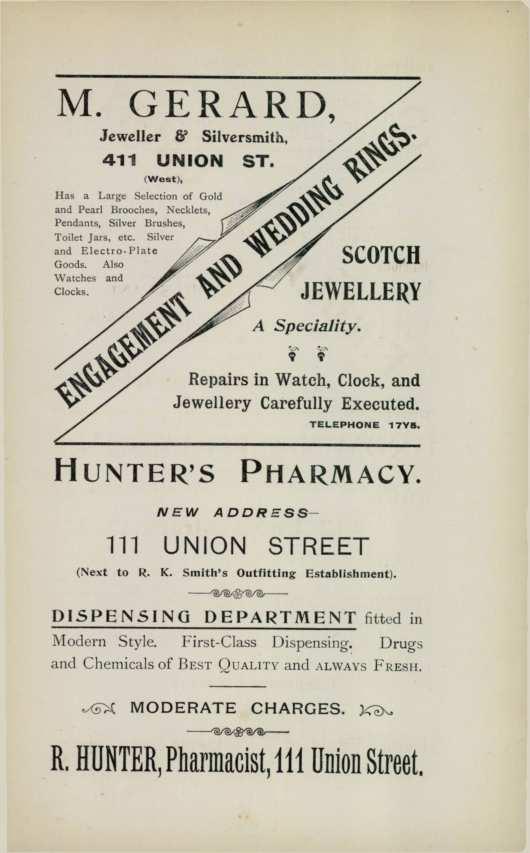 M. GERARD,
Jeweller & Silversmith,
411 UNION ST.
(West),
Has a Large Selection of Gold
and Pearl Brooches, Necklets,
Pendants, Silver Brushes,
Toilet Jars, etc. Silver
and Electro-Plate
Goods. Also
Watches and
Clocks.
ENGAGEMENT AND WEDDING RINGS.
SCOTCH
JEWELLERY
A Speciality.
Repairs in Watch, Clock, and
Jewellery Carefully Executed.
TELEPHONE 17Y5.
HUNTER'S PHARMACY.
NEW ADDRESS—
111 UNION STREET
(Next to R. K. Smith's Outfitting Establishment).
DISPENSING DEPARTMENT fitted in
Modern Style. First-Class Dispensing. Drugs
and Chemicals of BEST QUALITY and ALWAYS FRESH.
MODERATE CHARGES.
R. HUNTER, Pharmacist, 111 Union Street.